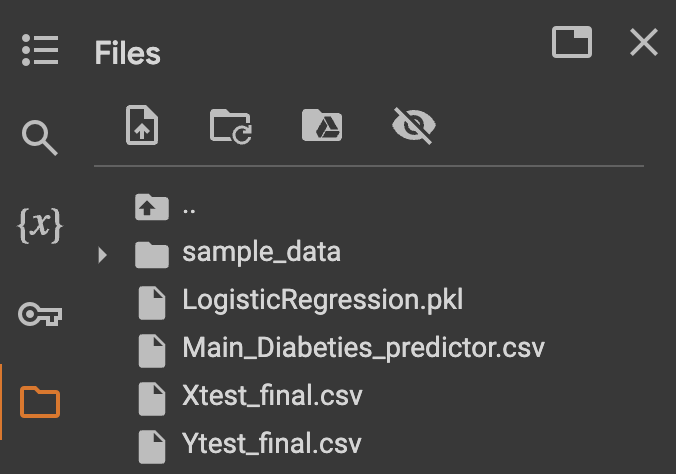 Files
{x}
..
sample_data
LogisticRegression.pkl
Main_Diabeties_predictor.csv
Xtest_final.csv
Ytest_final.csv